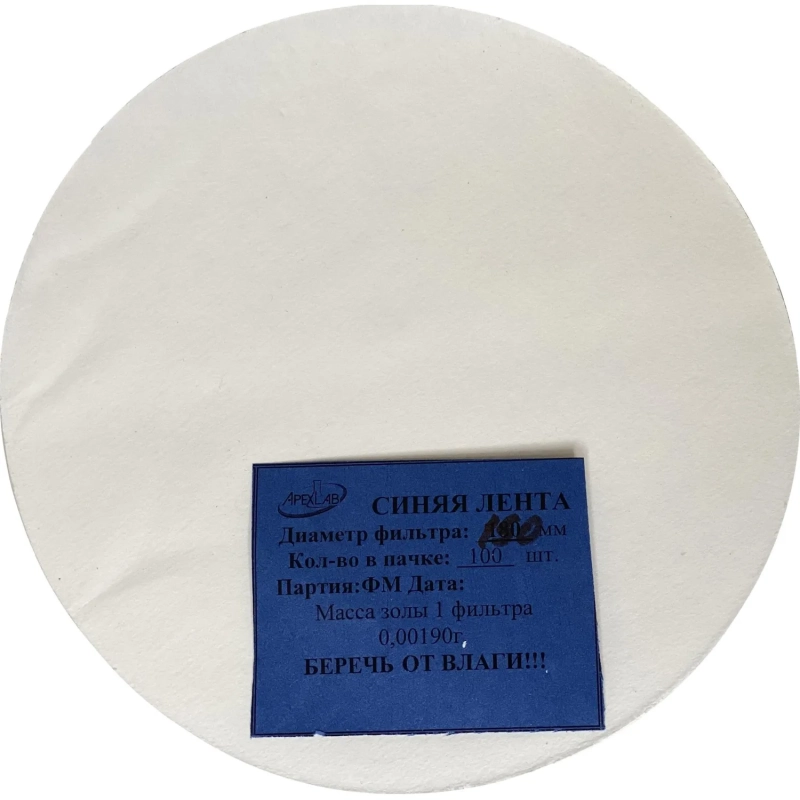 APEXLAB
СИНЯЯ ЛЕНТА
Диаметр фильтра: мм
Кол-во в пачке: 100 шт.
Партия:ФМ Дата:
Масса золы 1 фильтра
0,00190г,
БЕРЕЧЬ ОТ ВЛАГИ!!!